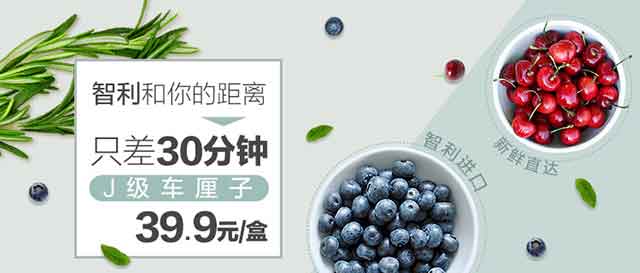 智利和你的距离
只差30分钟
J级车厘子
39.9元/盒
智利进口
新鲜直达